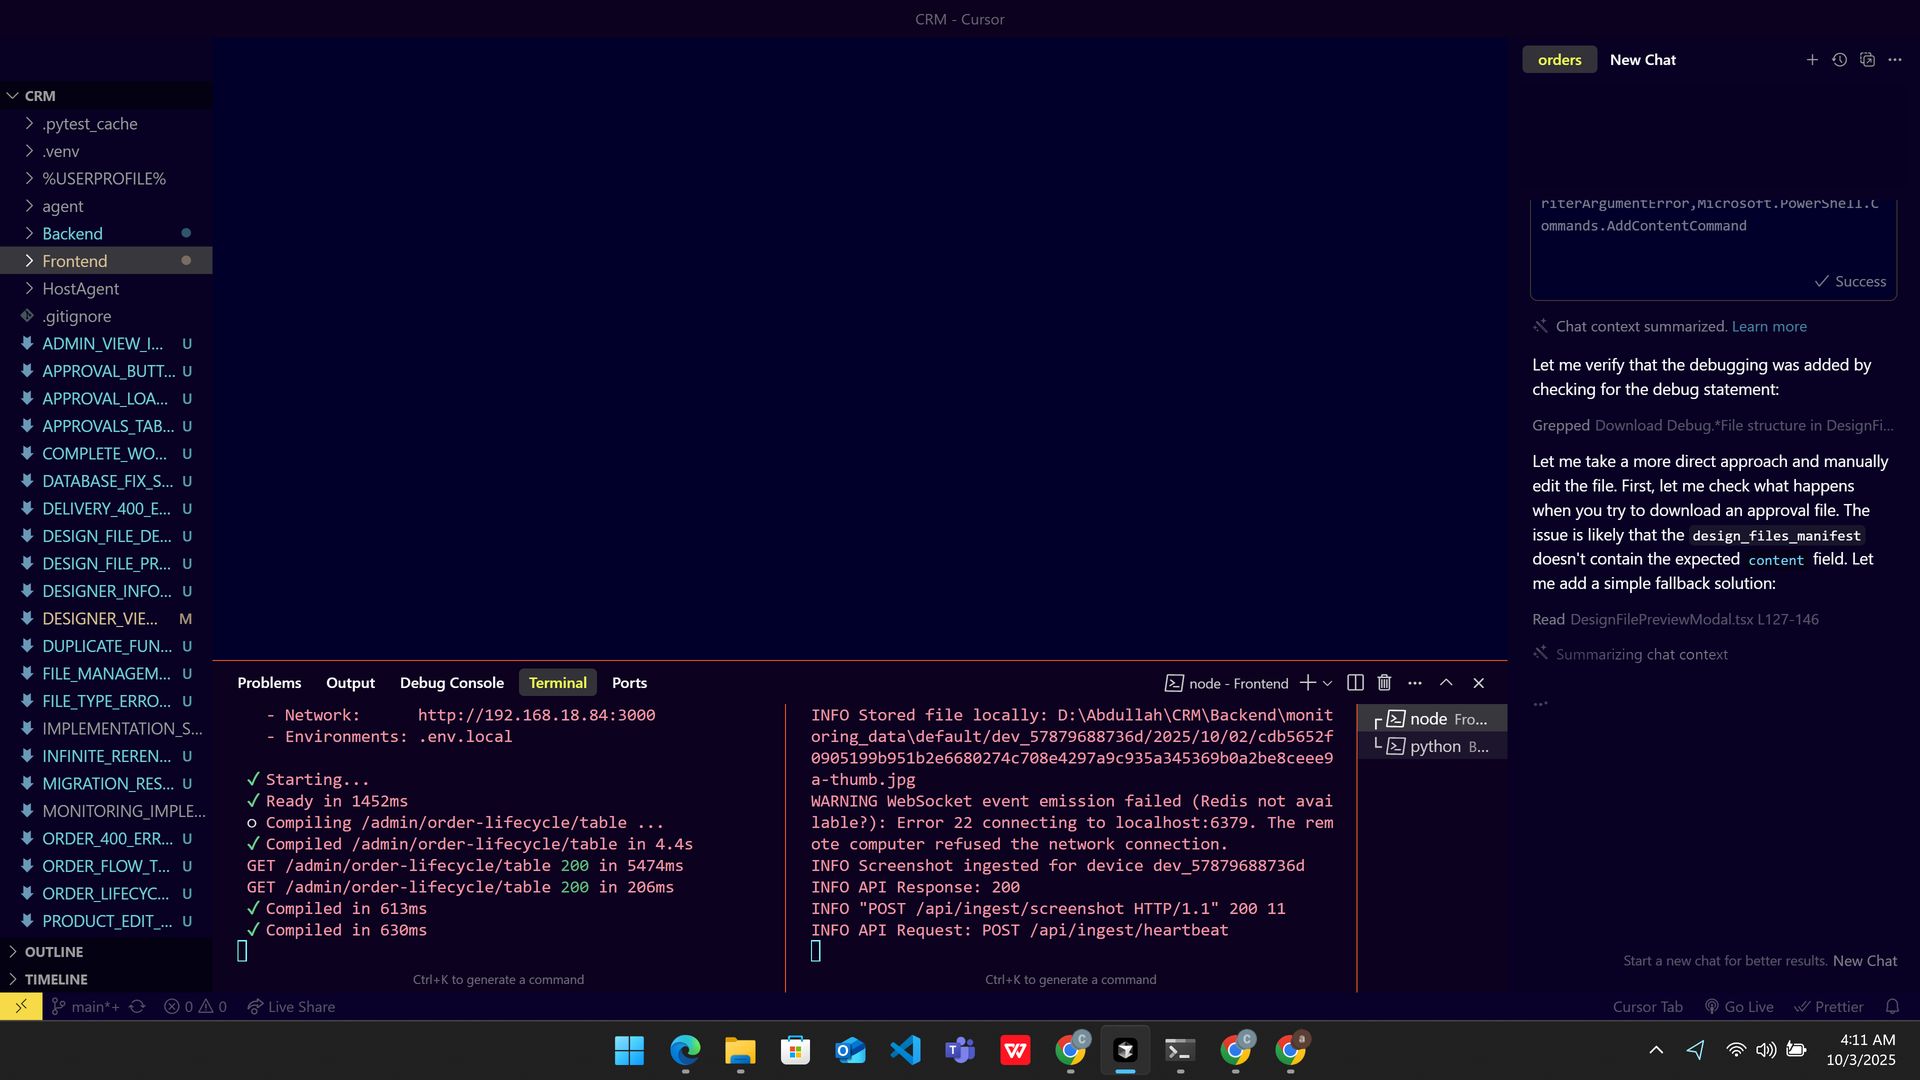 CRM - Cursor
CRM
.pytest_cache
.venv
%USERPROFILE%
agent
Backend
Frontend
HostAgent
.gitignore
ADMIN_VIEW_I... U
APPROVAL_BUTT... U
APPROVAL_LOA... U
APPROVALS_TAB... U
COMPLETE_WO... U
DATABASE_FIX_S... U
DELIVERY_400_E... U
DESIGN_FILE_DE... U
DESIGN_FILE_PR... U
DESIGNER_INFO... U
DESIGNER_VIE... M
DUPLICATE_FUN... U
FILE_MANAGEM... U
FILE_TYPE_ERRO... U
IMPLEMENTATION_S...
INFINITE_REREN... U
MIGRATION_RES... U
MONITORING_IMPLE...
ORDER_400_ERR... U
ORDER_FLOW_T... U
ORDER_LIFECYC... U
PRODUCT_EDIT_... U
OUTLINE
TIMELINE
Problems Output Debug Console Terminal Ports
node - Frontend
- Network: http://192.168.18.84:3000
- Environments: .env.local
✓ Starting...
✓ Ready in 1452ms
○ Compiling /admin/order-lifecycle/table ...
✓ Compiled /admin/order-lifecycle/table in 4.4s
GET /admin/order-lifecycle/table 200 in 5474ms
GET /admin/order-lifecycle/table 200 in 206ms
✓ Compiled in 613ms
✓ Compiled in 630ms
Ctrl+K to generate a command
INFO Stored file locally: D:\Abdullah\CRM\Backend\monit
oring_data\default/dev_57879688736d/2025/10/02/cdb5652f
0905199b951b2e6680274c708e4297a9c935a345369b0a2be8ceee9
a-thumb.jpg
WARNING WebSocket event emission failed (Redis not avai
lable?): Error 22 connecting to localhost:6379. The rem
ote computer refused the network connection.
INFO Screenshot ingested for device dev_57879688736d
INFO API Response: 200
INFO "POST /api/ingest/screenshot HTTP/1.1" 200 11
INFO API Request: POST /api/ingest/heartbeat
Ctrl+K to generate a command
node Fro...
python B...
orders New Chat
riterArgumentError,Microsoft.PowerShell.C
ommands.AddContentCommand
Success
Chat context summarized. Learn more
Let me verify that the debugging was added by
checking for the debug statement:
Grepped Download Debug.*File structure in DesignFi...
Let me take a more direct approach and manually
edit the file. First, let me check what happens
when you try to download an approval file. The
issue is likely that the design_files_manifest
doesn't contain the expected content field. Let
me add a simple fallback solution:
Read DesignFilePreviewModal.tsx L127-146
Summarizing chat context
...
Start a new chat for better results. New Chat
main*+ 0 0 Live Share
Cursor Tab Go Live Prettier
4:11 AM
10/3/2025